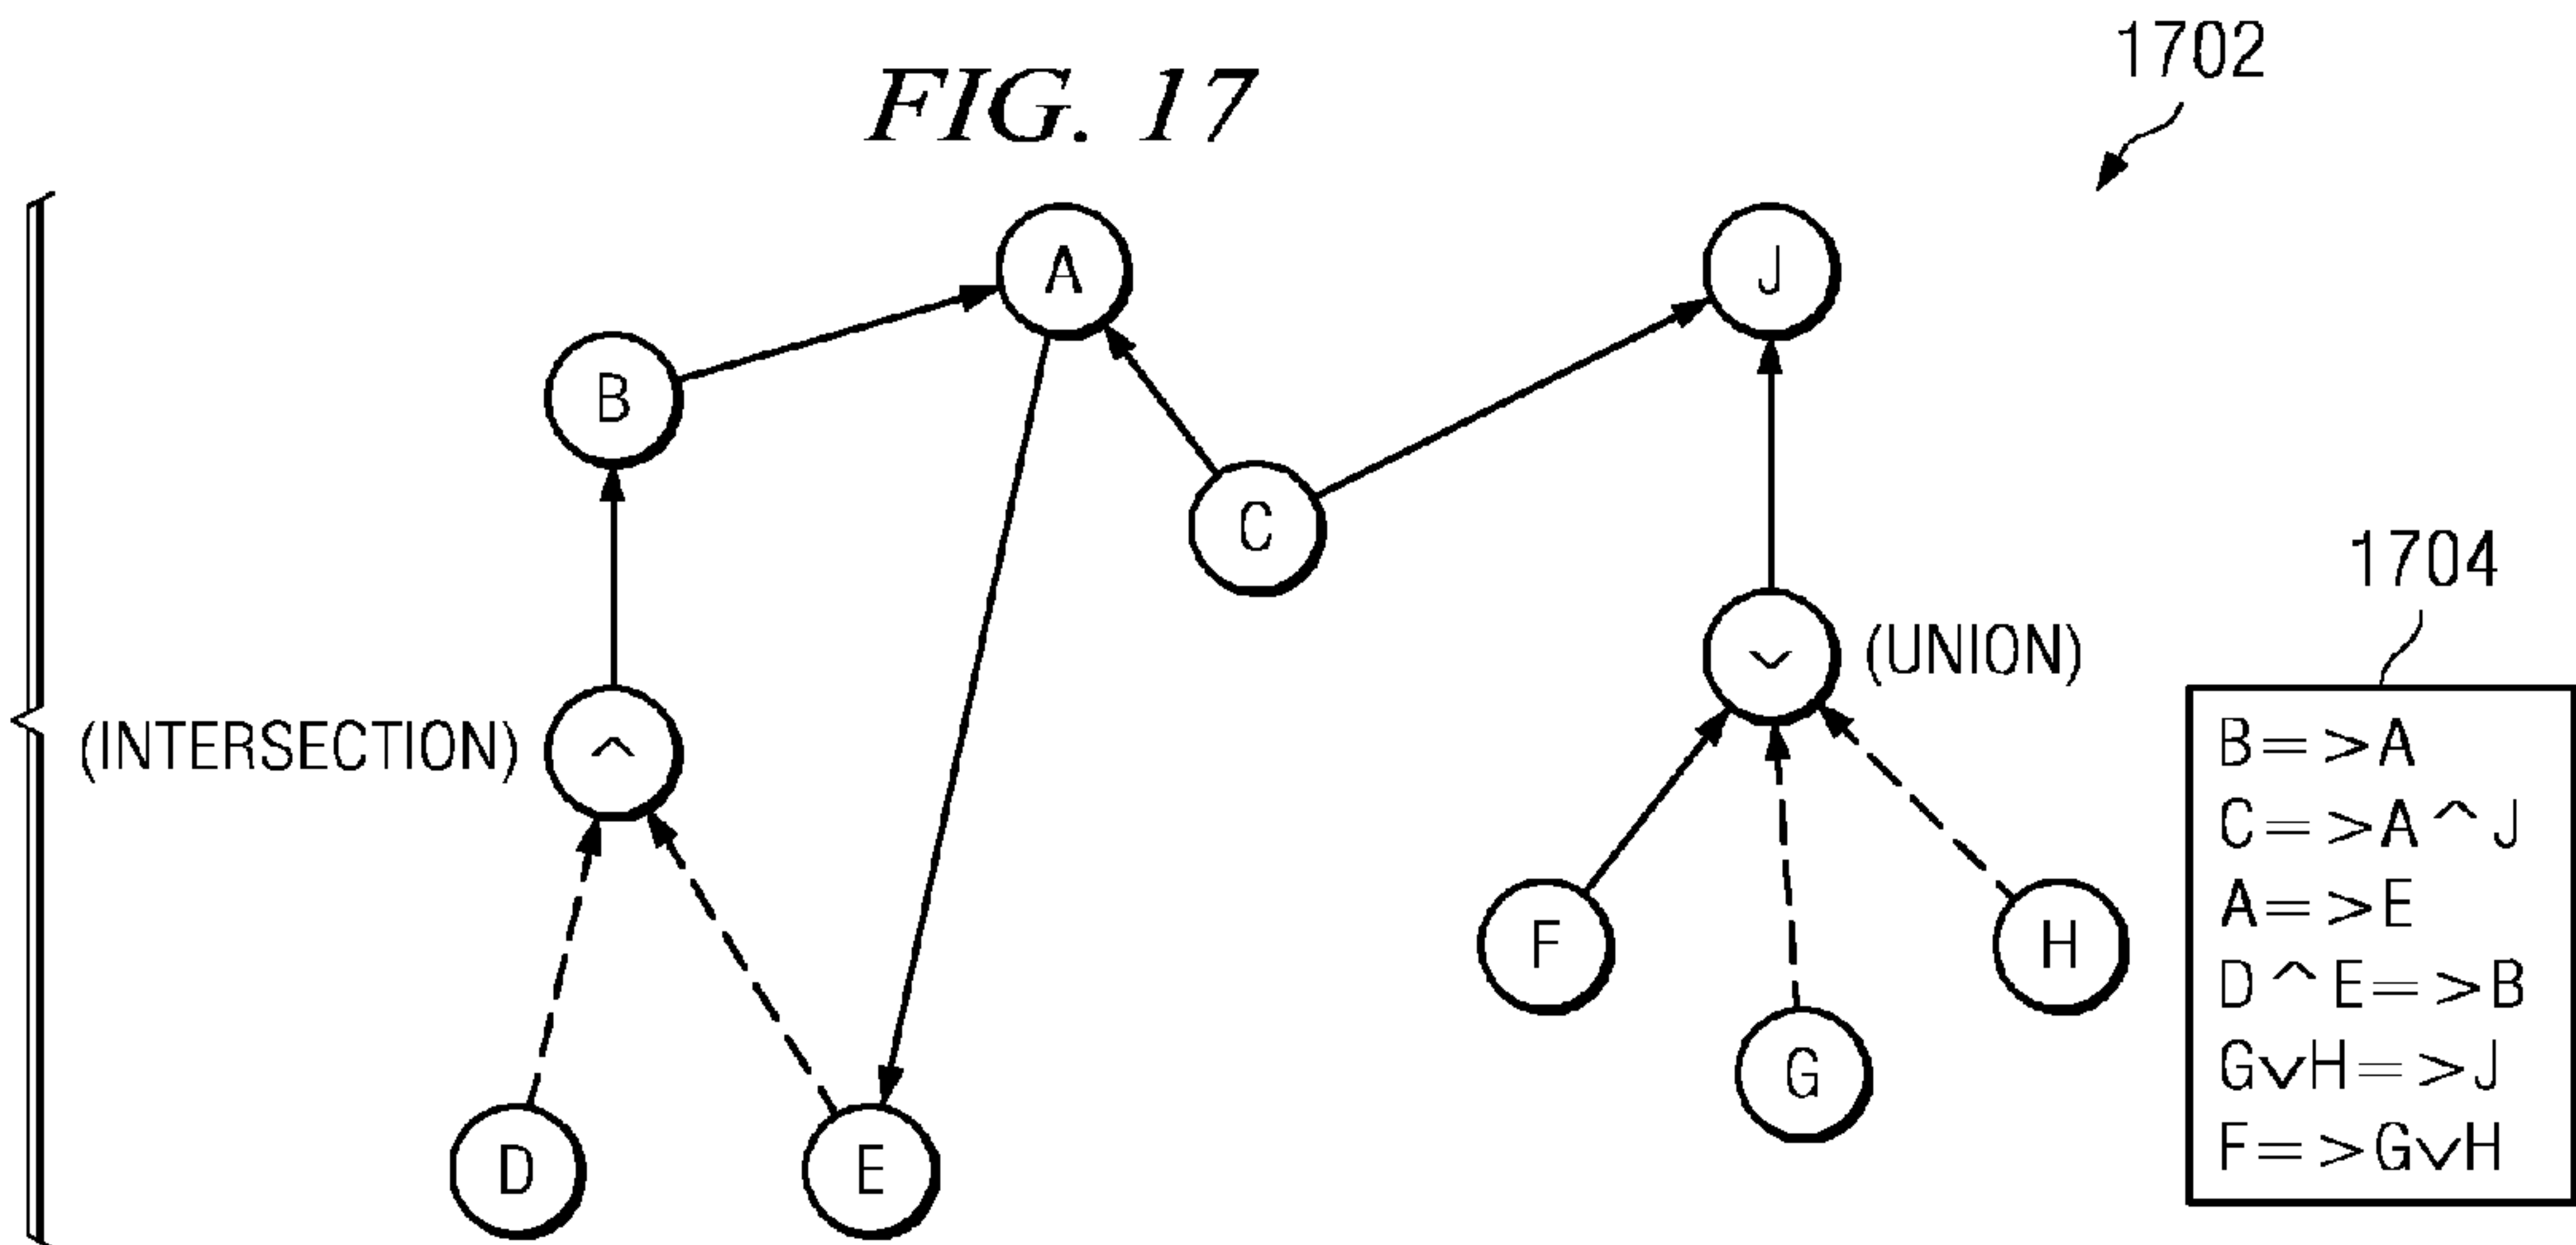 FIG. 17
1702
A
J
B
C
1704
(INTERSECTION)
^
v
(UNION)
F
H
G
D
E
B=>A
C=>A^J
A=>E
D^E=>B
GvH=>J
F=>GvH